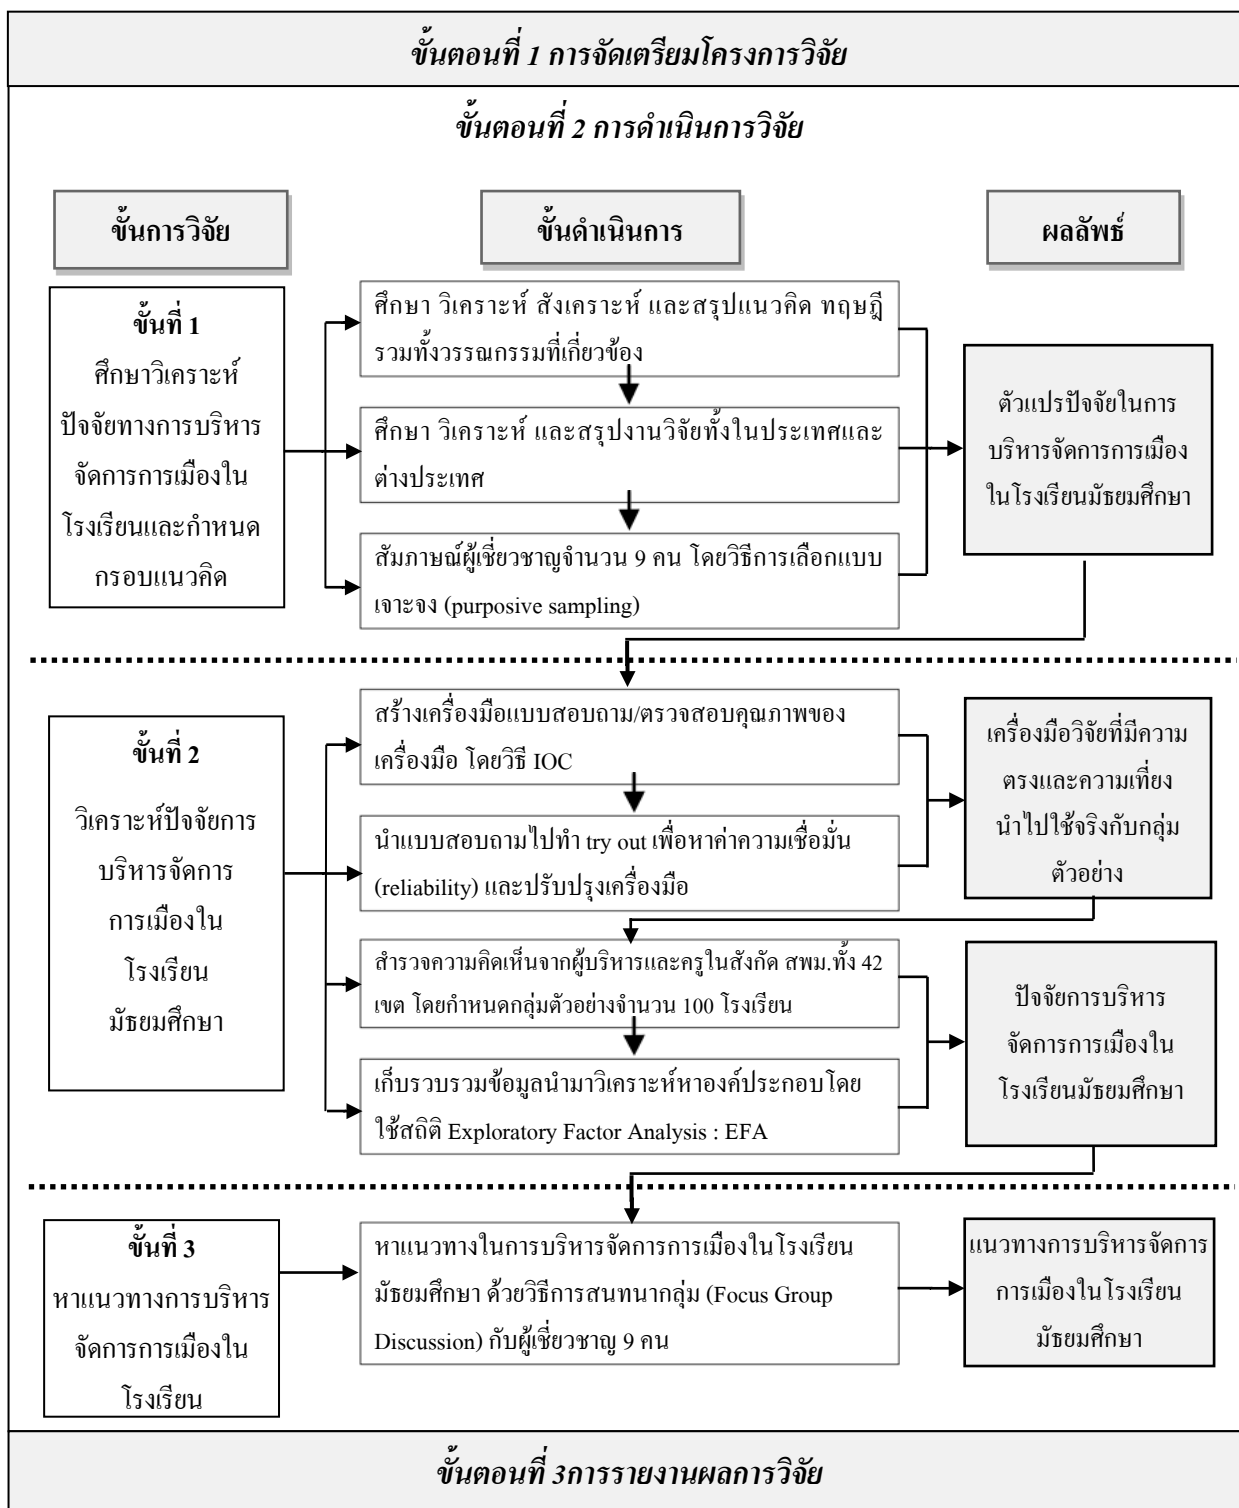 ขั้นตอนที่ 1 การจัดเตรียมโครงการวิจัย
ขั้นตอนที่ 2 การดำเนินการวิจัย
ขั้นการวิจัย
ขั้นดำเนินการ
ผลลัพธ์
ขั้นที่ 1
ศึกษาวิเคราะห์
ปัจจัยทางการบริหาร
จัดการการเมืองใน
โรงเรียนและกำหนด
กรอบแนวคิด
ศึกษา วิเคราะห์ สังเคราะห์ และสรุปแนวคิด ทฤษฎี
รวมทั้งวรรณกรรมที่เกี่ยวข้อง
ศึกษา วิเคราะห์ และสรุปงานวิจัยทั้งในประเทศและ
ต่างประเทศ
สัมภาษณ์ผู้เชี่ยวชาญจำนวน 9 คน โดยวิธีการเลือกแบบ
เจาะจง (purposive sampling)
ตัวแปรปัจจัยในการ
บริหารจัดการการเมือง
ในโรงเรียนมัธยมศึกษา
ขั้นที่ 2
วิเคราะห์ปัจจัยการ
บริหารจัดการ
การเมืองใน
โรงเรียน
มัธยมศึกษา
สร้างเครื่องมือแบบสอบถาม/ตรวจสอบคุณภาพของ
เครื่องมือ โดยวิธี IOC
นำแบบสอบถามไปทำ try out เพื่อหาค่าความเชื่อมั่น
(reliability) และปรับปรุงเครื่องมือ
เครื่องมือวิจัยที่มีความ
ตรงและความเที่ยง
นำไปใช้จริงกับกลุ่ม
ตัวอย่าง
สำรวจความคิดเห็นจากผู้บริหารและครูในสังกัด สพม.ทั้ง 42
เขต โดยกำหนดกลุ่มตัวอย่างจำนวน 100 โรงเรียน
เก็บรวบรวมข้อมูลนำมาวิเคราะห์หาองค์ประกอบโดย
ใช้สถิติ Exploratory Factor Analysis : EFA
ปัจจัยการบริหาร
จัดการการเมืองใน
โรงเรียนมัธยมศึกษา
ขั้นที่ 3
หาแนวทางการบริหาร
จัดการการเมืองใน
โรงเรียน
หาแนวทางในการบริหารจัดการการเมืองในโรงเรียน
มัธยมศึกษา ด้วยวิธีการสนทนากลุ่ม (Focus Group
Discussion) กับผู้เชี่ยวชาญ 9 คน
แนวทางการบริหารจัดการ
การเมืองในโรงเรียน
มัธยมศึกษา
ขั้นตอนที่ 3การรายงานผลการวิจัย